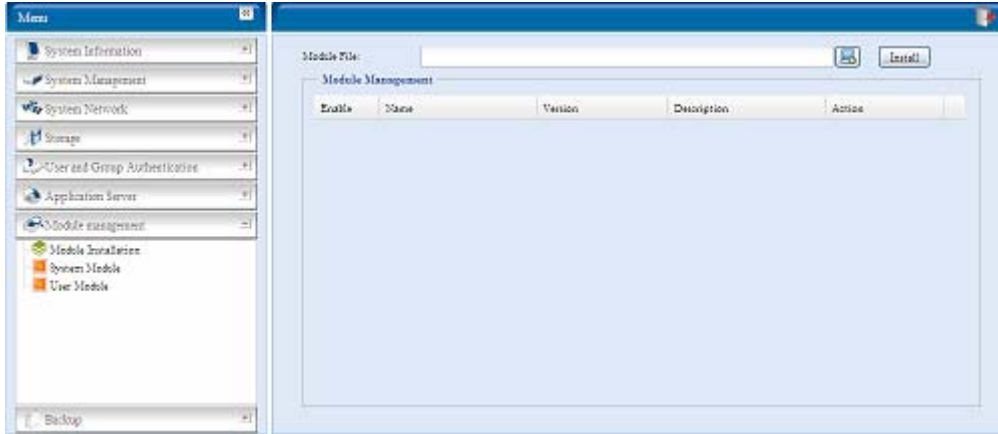 Menu
System Information
System Management
System Network
Storage
User and Group Authentication
Application Server
Module management
Module Installation
System Module
User Module
Backup
Module File:
Install
Module Management
Enable Name Version Description Action